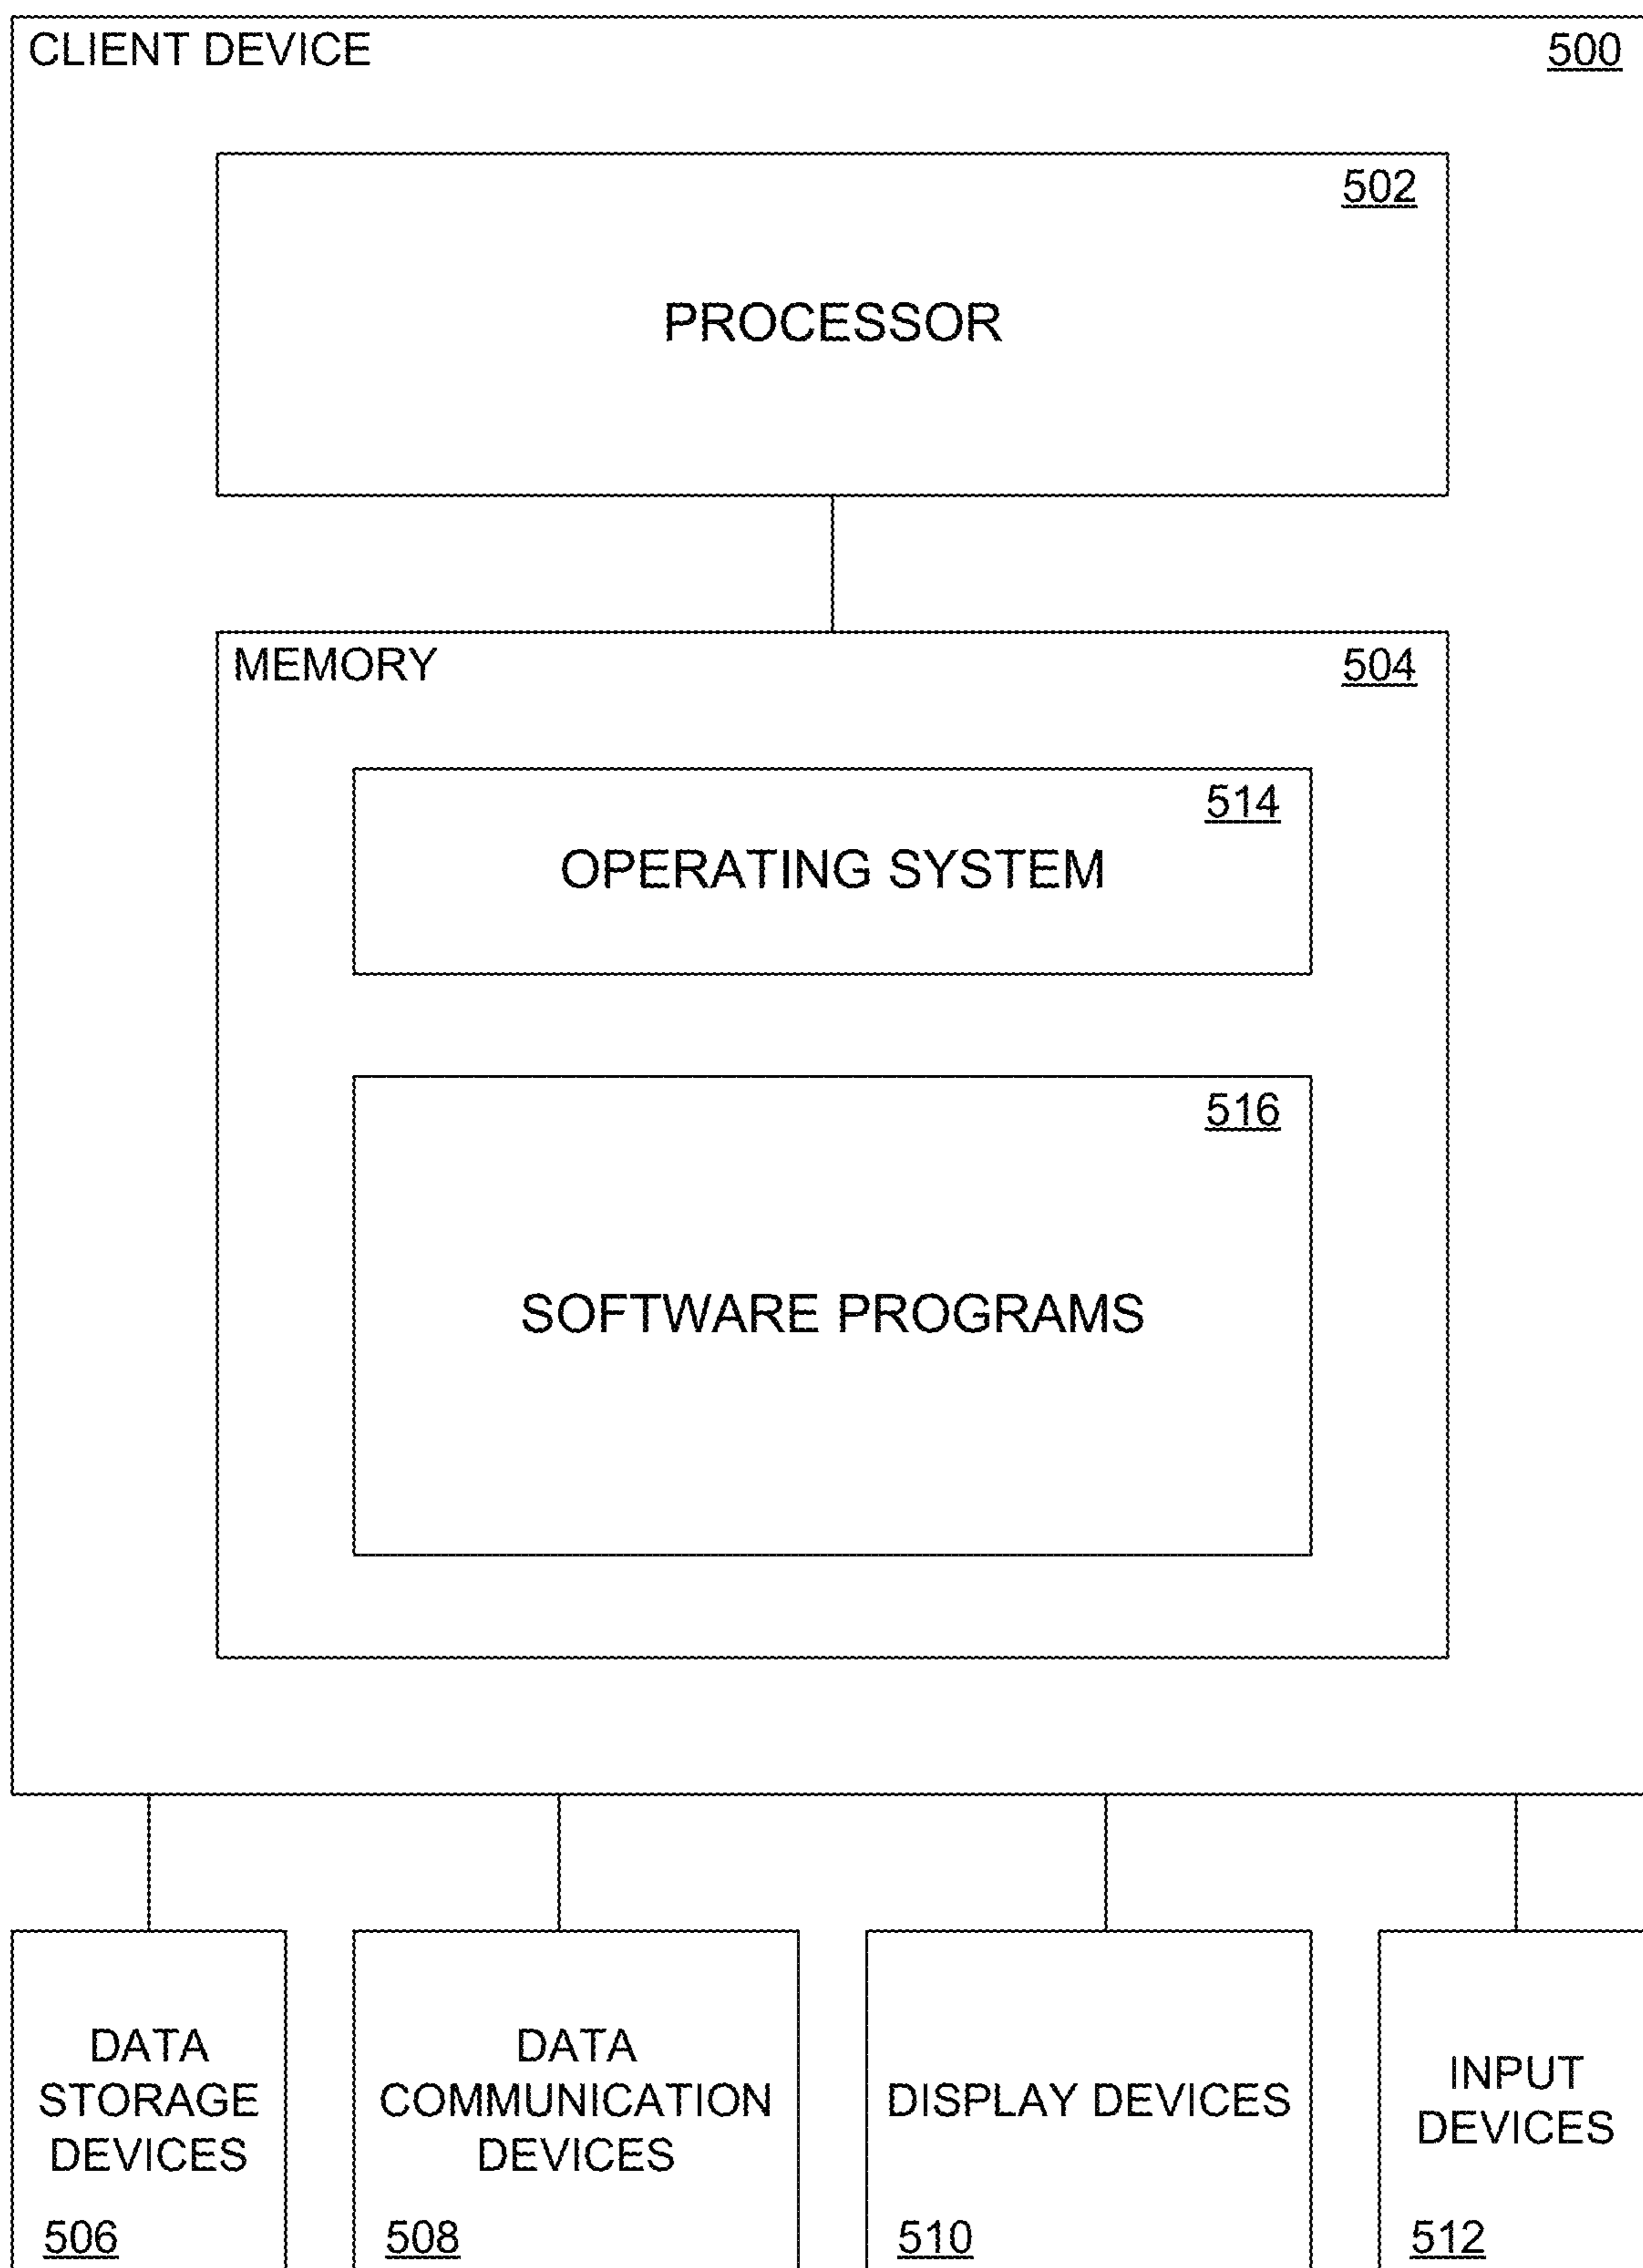 CLIENT DEVICE 500
502
PROCESSOR
MEMORY 504
514
OPERATING SYSTEM
516
SOFTWARE PROGRAMS
DATA
STORAGE
DEVICES
506
DATA
COMMUNICATION
DEVICES
508
DISPLAY DEVICES
510
INPUT
DEVICES
512